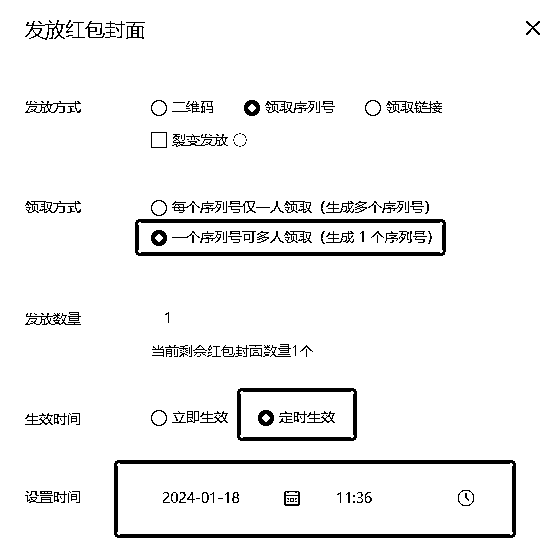 发放红包封面
发放方式 二维码 领取序列号 领取链接
裂变发放
领取方式 每个序列号仅一人领取（生成多个序列号）
一个序列号可多人领取（生成 1 个序列号）
发放数量 1
当前剩余红包封面数量1个
生效时间 立即生效 定时生效
设置时间 2024-01-18 11:36